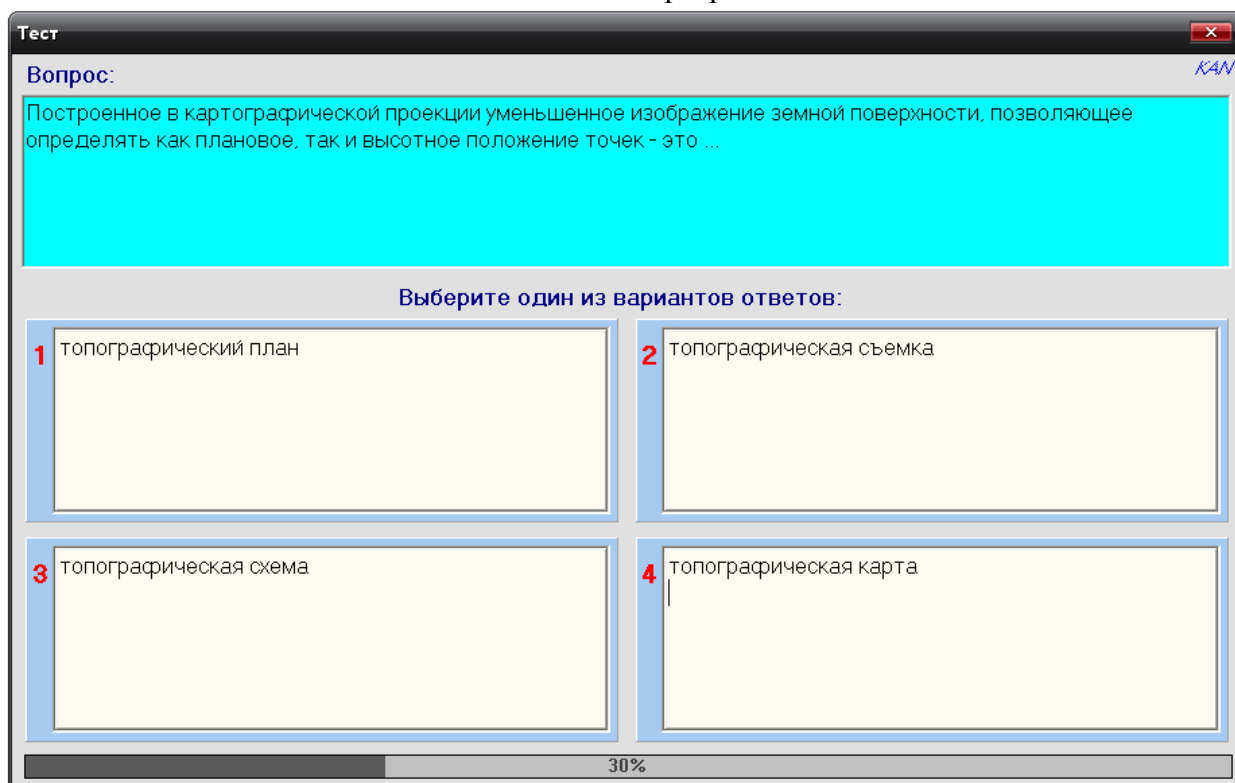 Тест
Вопрос:
KAN
Построенное в картографической проекции уменьшенное изображение земной поверхности, позволяющее
определять как плановое, так и высотное положение точек - это ...
Выберите один из вариантов ответов:
1 топографический план
2 топографическая съемка
3 топографическая схема
4 топографическая карта
30%